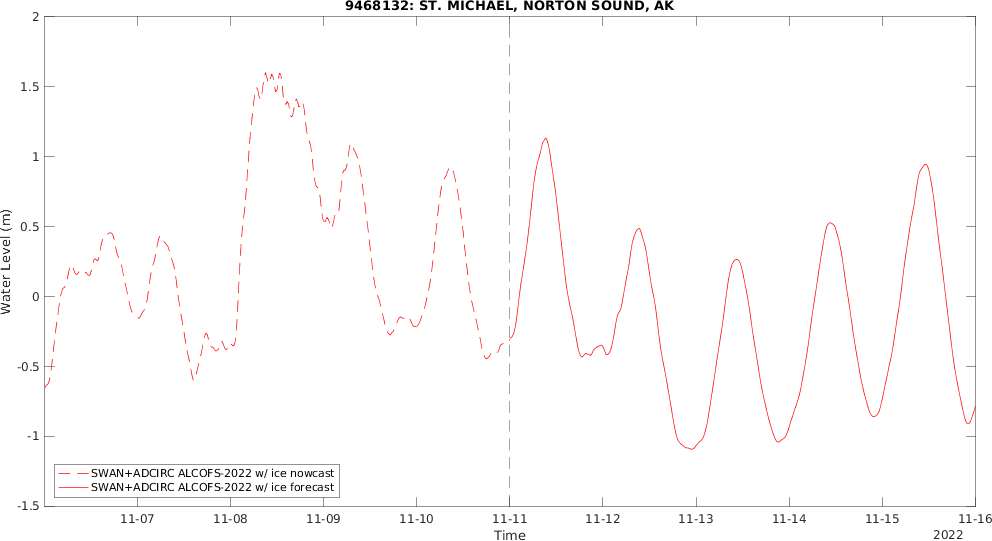 9468132: ST. MICHAEL, NORTON SOUND, AK
2
1.5
1
0.5
0
-0.5
-1
-1.5
Water Level (m)
SWAN+ADCIRC ALCOFS-2022 w/ ice nowcast
SWAN+ADCIRC ALCOFS-2022 w/ ice forecast
11-07 11-08 11-09 11-10 11-11 11-12 11-13 11-14 11-15 11-16
Time
2022